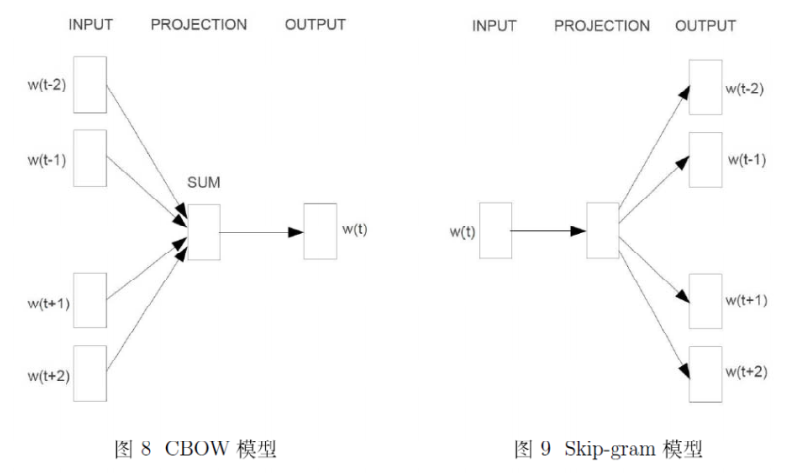 INPUT PROJECTION OUTPUT
w(t-2)
w(t-1)
SUM
w(t)
w(t+1)
w(t+2)
图 8 CBOW 模型
INPUT PROJECTION OUTPUT
w(t-2)
w(t-1)
w(t)
w(t+1)
w(t+2)
图 9 Skip-gram 模型